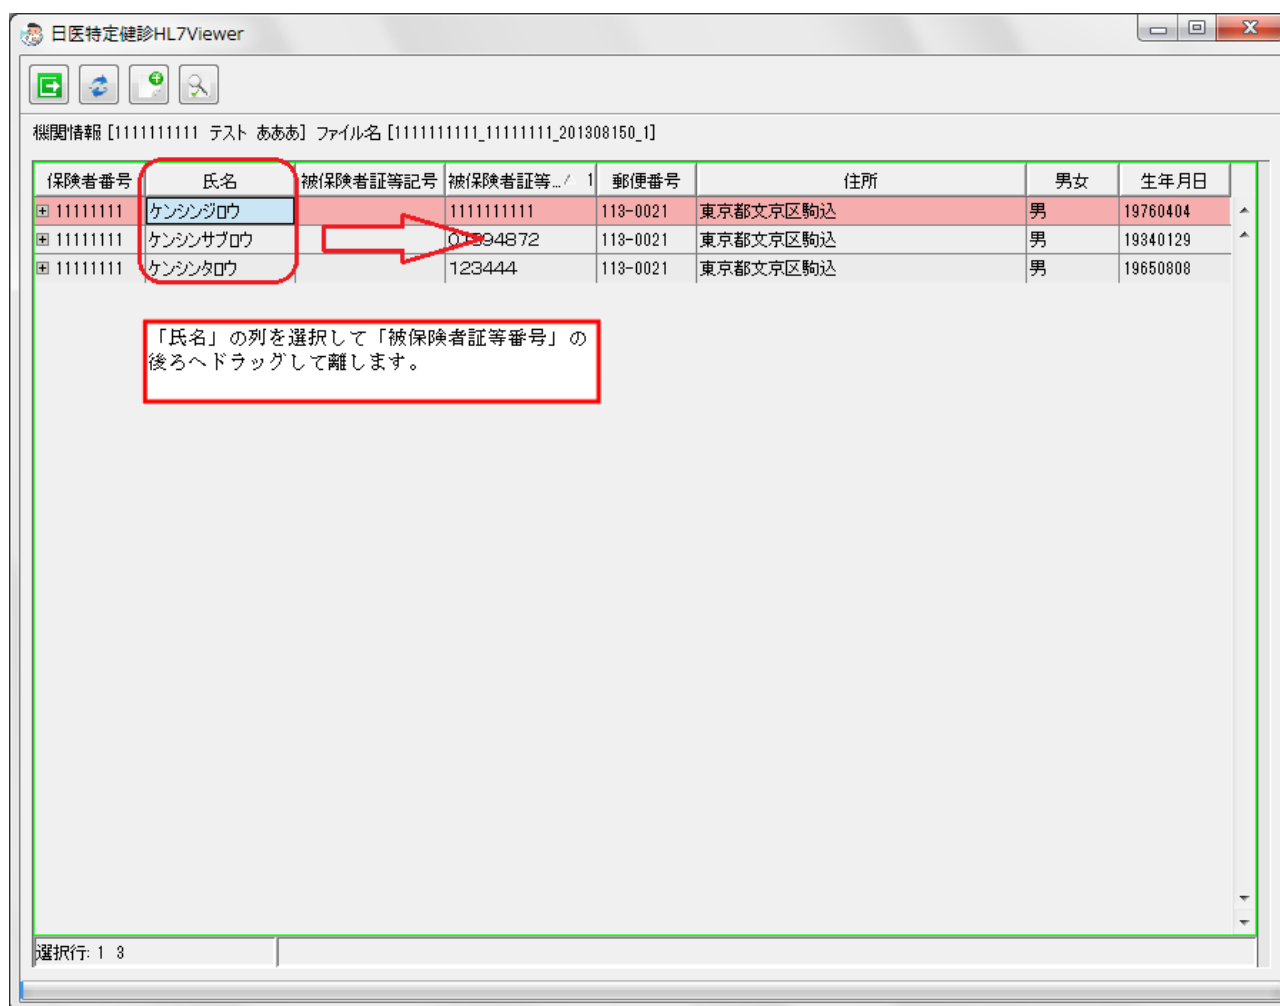 日医特定健診HL7Viewer
機関情報 [1111111111 テスト あああ] ファイル名 [1111111111_11111111_201308150_1]
保険者番号 氏名 被保険者証等記号 被保険者証等... 1 郵便番号 住所 男女 生年月日
11111111 ケンシンジロウ 1111111111 113-0021 東京都文京区駒込 男 19760404
11111111 ケンシンサブロウ 113-0021 東京都文京区駒込 男 19340129
11111111 ケンシンタロウ 123444 113-0021 東京都文京区駒込 男 19650808
「氏名」の列を選択して「被保険者証等番号」の
後ろへドラッグして離します。
選択行: 1 3